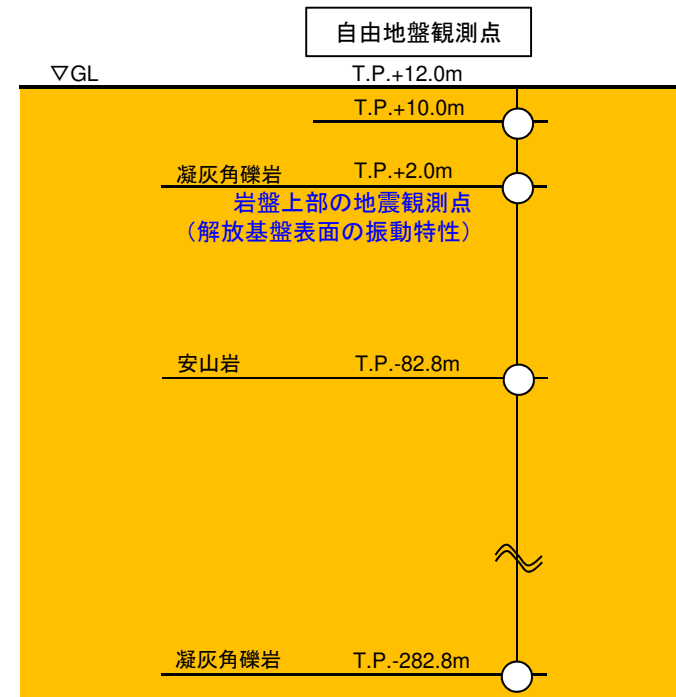 自由地盤観測点
▽GL T.P.+12.0m
T.P.+10.0m
凝灰角礫岩 T.P.+2.0m
岩盤上部の地震観測点
（解放基盤表面の振動特性）
安山岩 T.P.-82.8m
凝灰角礫岩 T.P.-282.8m